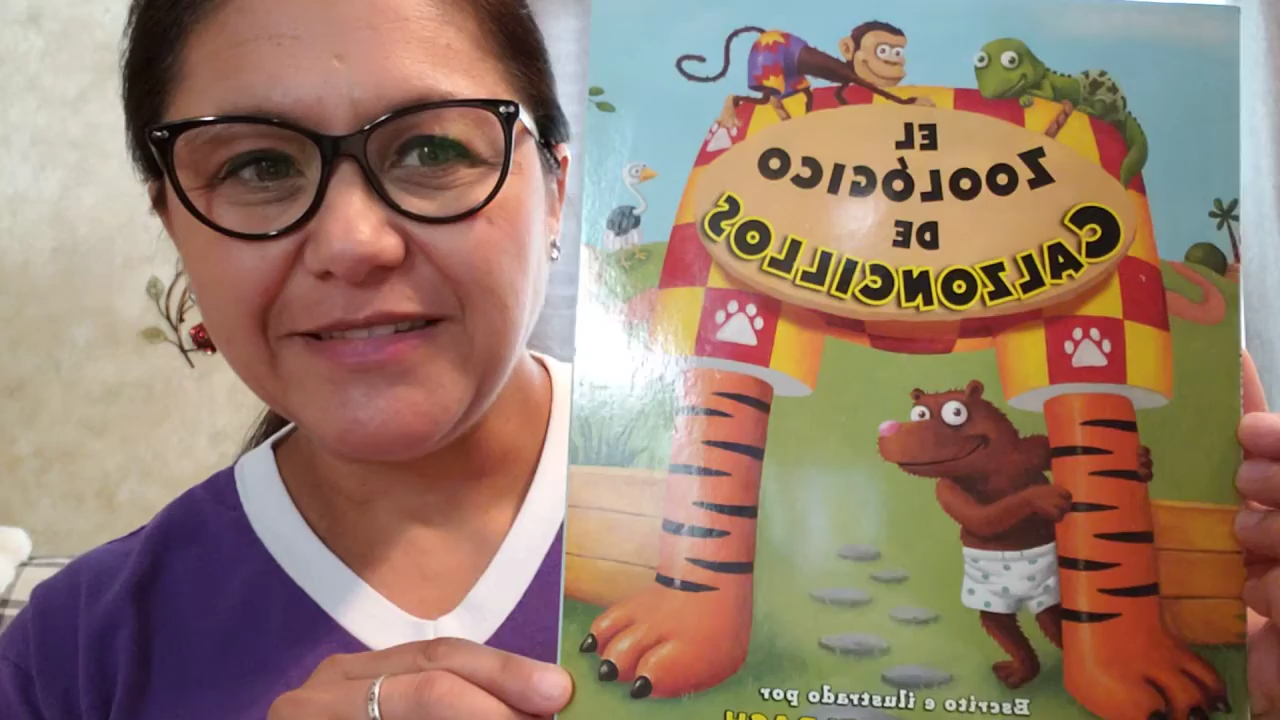 EL
ZOOLÓGICO
DE
CALZONCILLOS
Escrito e ilustrado por